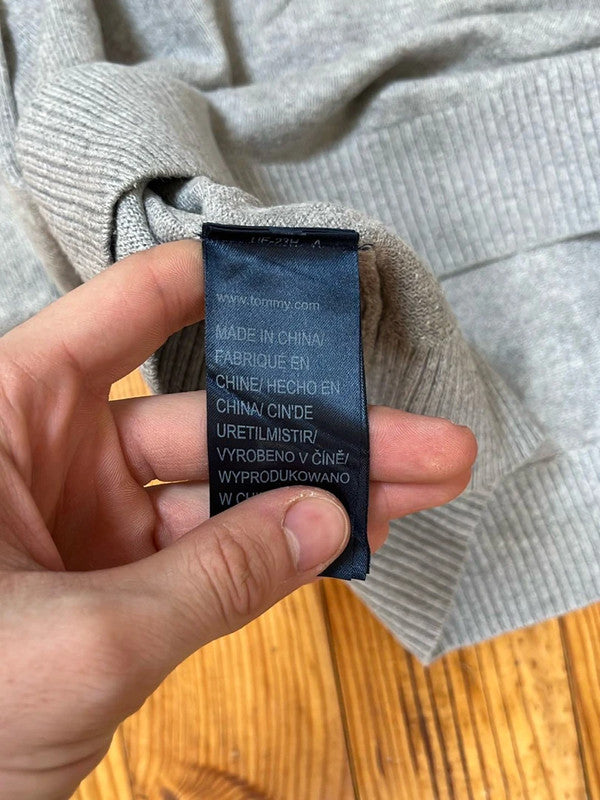 www.tommy.com
MADE IN CHINA/
FABRIQUÉ EN
CHINE/ HECHO EN
CHINA/ CIN'DE
URETILMISTIR/
VYROBENO V ČÍNĚ/
WYPRODUKOWANO
W